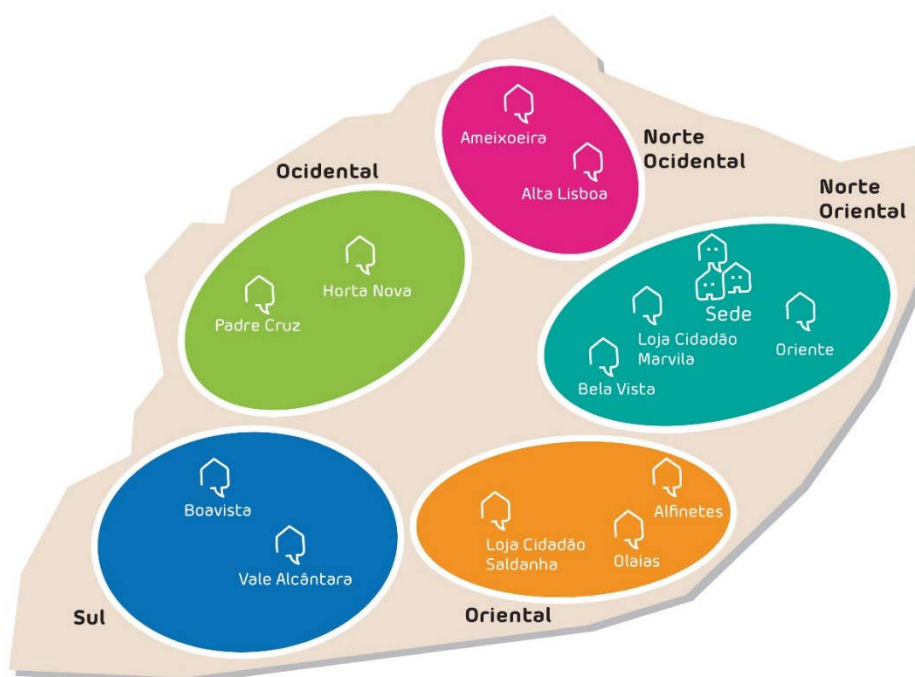 Ameixoeira
Alta Lisboa
Norte
Ocidental
Ocidental
Horta Nova
Padre Cruz
Norte
Oriental
Sede
Loja Cidadão
Marvila
Oriente
Bela Vista
Boavista
Vale Alcântara
Sul
Alfinetes
Loja Cidadão
Saldanha
Olaias
Oriental